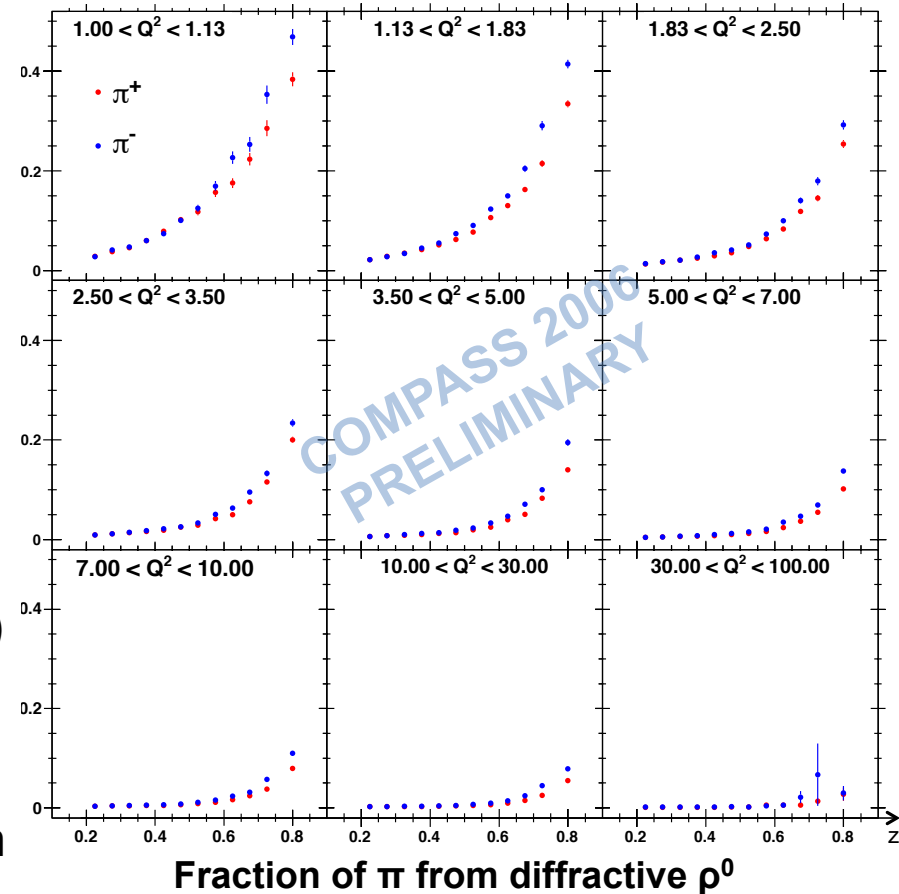 1.00 < Q² < 1.13
1.13 < Q² < 1.83
1.83 < Q² < 2.50
0.4
π⁺
π⁻
0.2
0
2.50 < Q² < 3.50
3.50 < Q² < 5.00
5.00 < Q² < 7.00
0.4
COMPASS 2006
PRELIMINARY
0.2
0
7.00 < Q² < 10.00
10.00 < Q² < 30.00
30.00 < Q² < 100.00
0.4
)
0.2
0
0.2 0.4 0.6 0.8 0.2 0.4 0.6 0.8 0.2 0.4 0.6 0.8 z
Fraction of π from diffractive ρ⁰